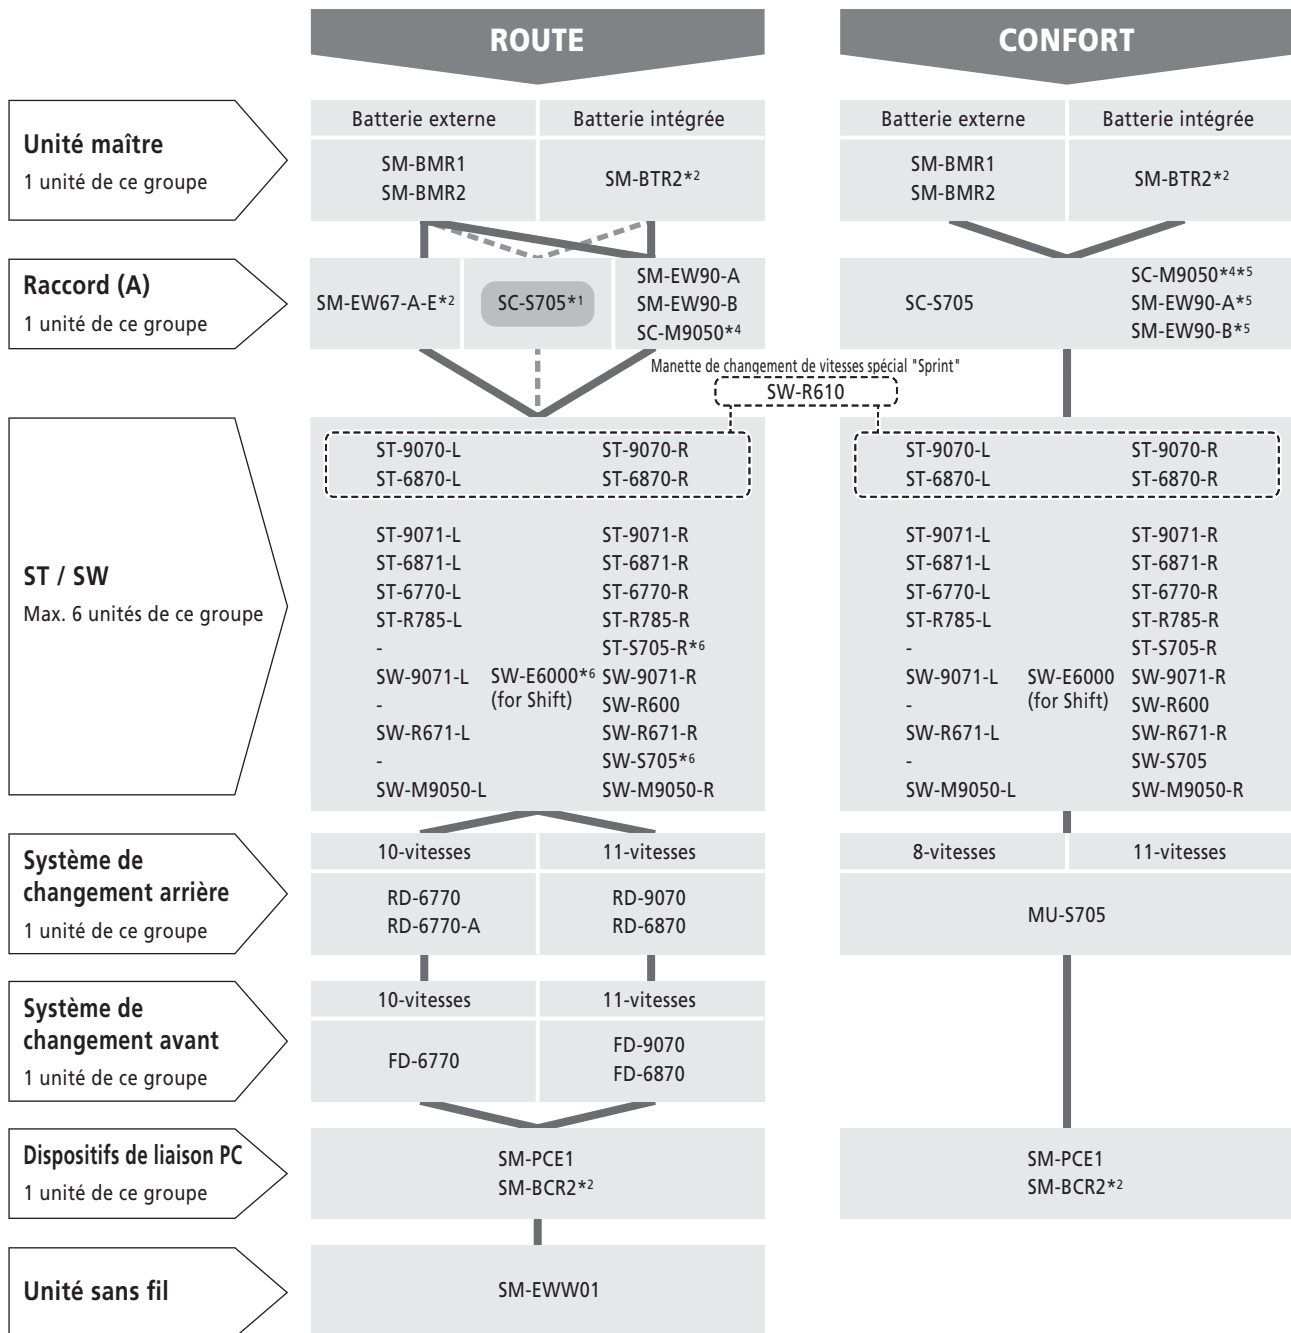 ROUTE
CONFORT
Unité maître
1 unité de ce groupe
Batterie externe
Batterie intégrée
SM-BMR1
SM-BMR2
SM-BTR2*2
Batterie externe
Batterie intégrée
SM-BMR1
SM-BMR2
SM-BTR2*2
Raccord (A)
1 unité de ce groupe
SM-EW67-A-E*2
SC-S705*1
SM-EW90-A
SM-EW90-B
SC-M9050*4
SC-S705
SC-M9050*4*5
SM-EW90-A*5
SM-EW90-B*5
Manette de changement de vitesses spécial "Sprint"
SW-R610
ST / SW
Max. 6 unités de ce groupe
ST-9070-L ST-9070-R
ST-6870-L ST-6870-R
ST-9071-L ST-9071-R
ST-6871-L ST-6871-R
ST-6770-L ST-6770-R
ST-R785-L ST-R785-R
- ST-S705-R*6
SW-9071-L SW-E6000*6 SW-9071-R
- (for Shift) SW-R600
SW-R671-L SW-R671-R
- SW-S705*6
SW-M9050-L SW-M9050-R
ST-9070-L ST-9070-R
ST-6870-L ST-6870-R
ST-9071-L ST-9071-R
ST-6871-L ST-6871-R
ST-6770-L ST-6770-R
ST-R785-L ST-R785-R
- ST-S705-R
SW-9071-L SW-E6000 SW-9071-R
- (for Shift) SW-R600
SW-R671-L SW-R671-R
- SW-S705
SW-M9050-L SW-M9050-R
Système de
changement arrière
1 unité de ce groupe
10-vitesses
11-vitesses
RD-6770
RD-6770-A
RD-9070
RD-6870
8-vitesses
11-vitesses
MU-S705
Système de
changement avant
1 unité de ce groupe
10-vitesses
11-vitesses
FD-6770
FD-9070
FD-6870
Dispositifs de liaison PC
1 unité de ce groupe
SM-PCE1
SM-BCR2*2
SM-PCE1
SM-BCR2*2
Unité sans fil
SM-EWW01